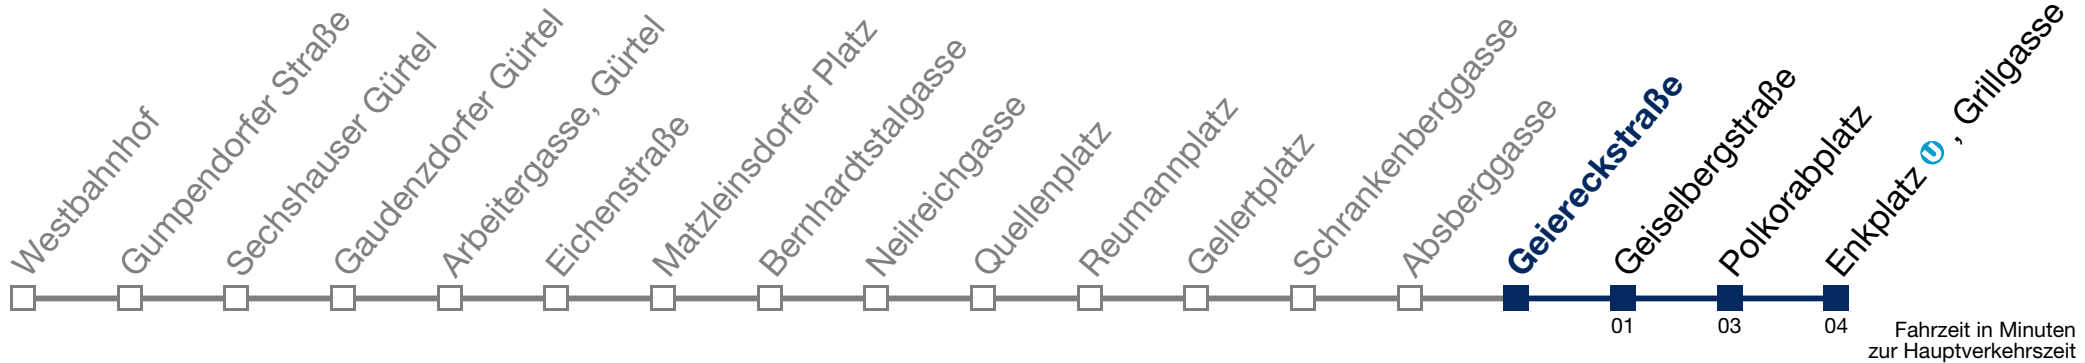 Westbahnhof
Gumpendorfer Straße
Sechshauser Gürtel
Gaudenzdorfer Gürtel
Arbeitergasse, Gürtel
Eichenstraße
Matzleinsdorfer Platz
Bernhardtstalgasse
Neilreichgasse
Quellenplatz
Reumannplatz
Gellertplatz
Schrankenberggasse
Absberggasse
Geiereckstraße
Geiselbergstraße
Polkorabplatz
Enkplatz U , Grillgasse
01 03 04
Fahrzeit in Minuten
zur Hauptverkehrszeit